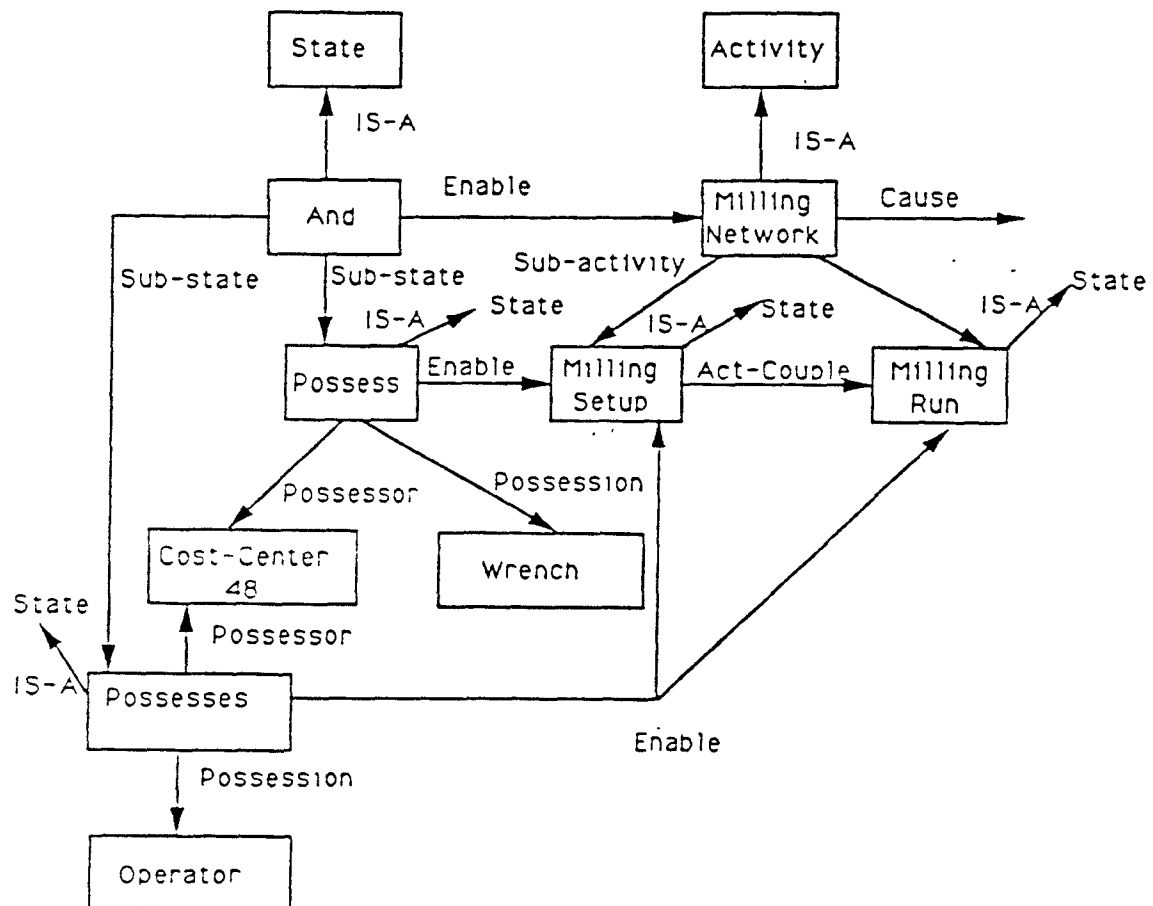 State
Activity
IS-A
IS-A
And
Enable
Milling
Network
Cause
Sub-state
Sub-state
Sub-activity
State
IS-A
State
IS-A
State
IS-A
Possess
Enable
Milling
Setup
Act-Couple
Milling
Run
Possessor
Possession
Cost-Center
48
Wrench
State
Possessor
IS-A
Possesses
Enable
Possession
Operator